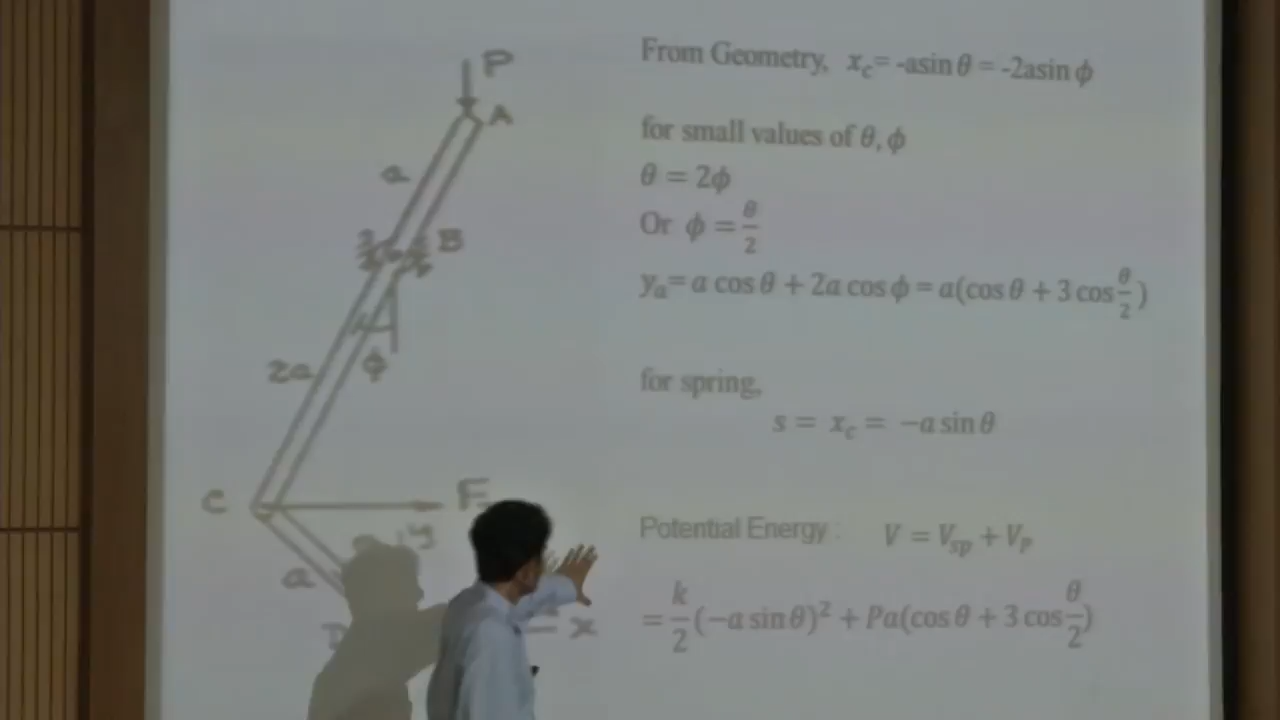 P
A
a
B
2a
ϕ
C
F
y
a
x
From Geometry, x_c = -asin θ = -2asin ϕ
for small values of θ, ϕ
θ = 2ϕ
Or ϕ = θ/2
y_a = a cos θ + 2a cos ϕ = a(cos θ + 3 cos θ/2)
for spring,
s = x_c = −a sin θ
Potential Energy : V = V_sp + V_P
= k/2 (−a sin θ)² + Pa(cos θ + 3 cos θ/2)